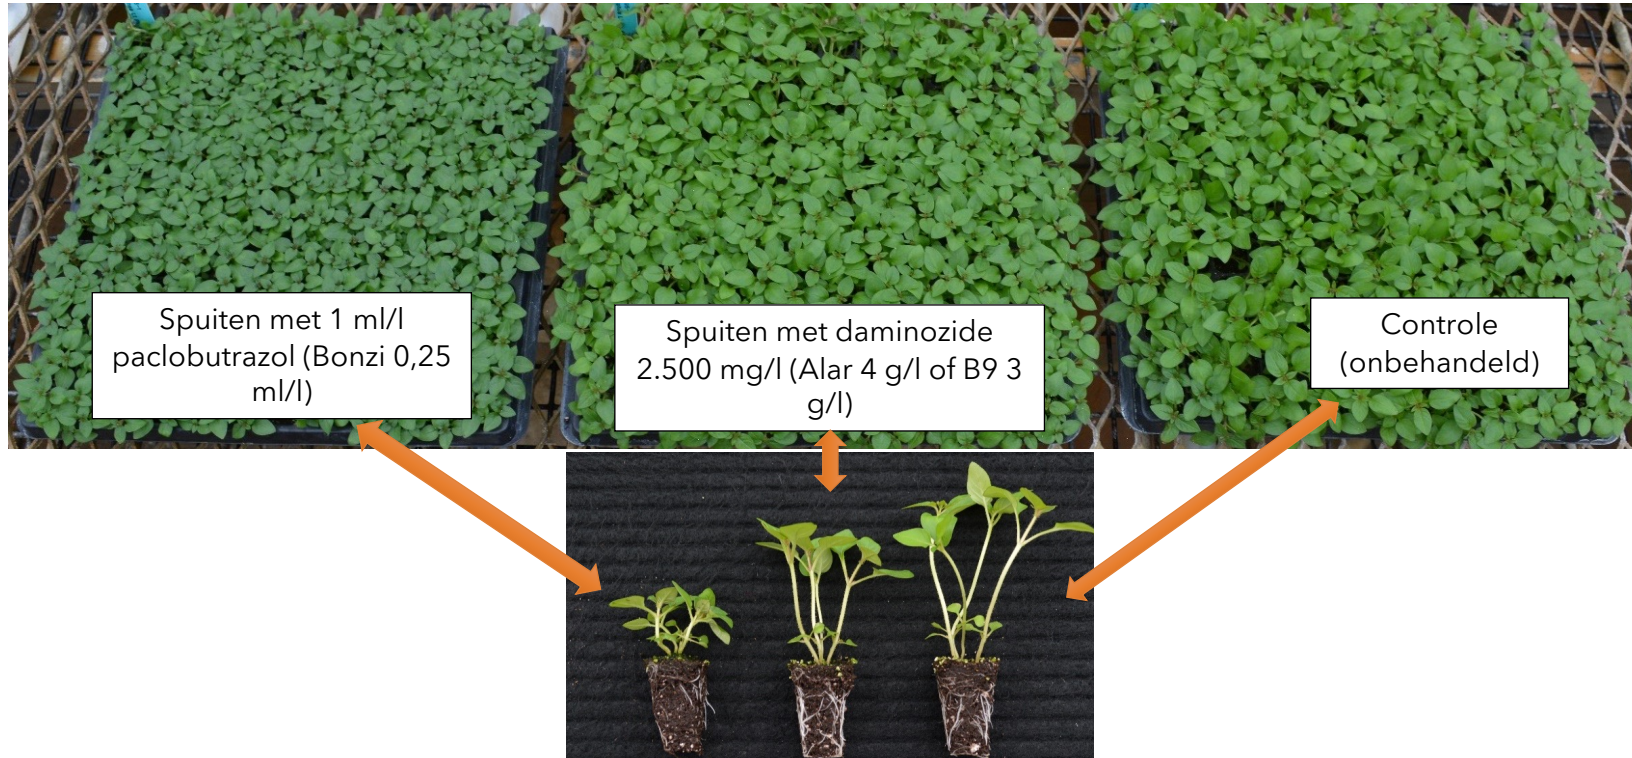 Spuiten met 1 ml/l
paclobutrazol (Bonzi 0,25
ml/l)
Spuiten met daminozide
2.500 mg/l (Alar 4 g/l of B9 3
g/l)
Controle
(onbehandeld)